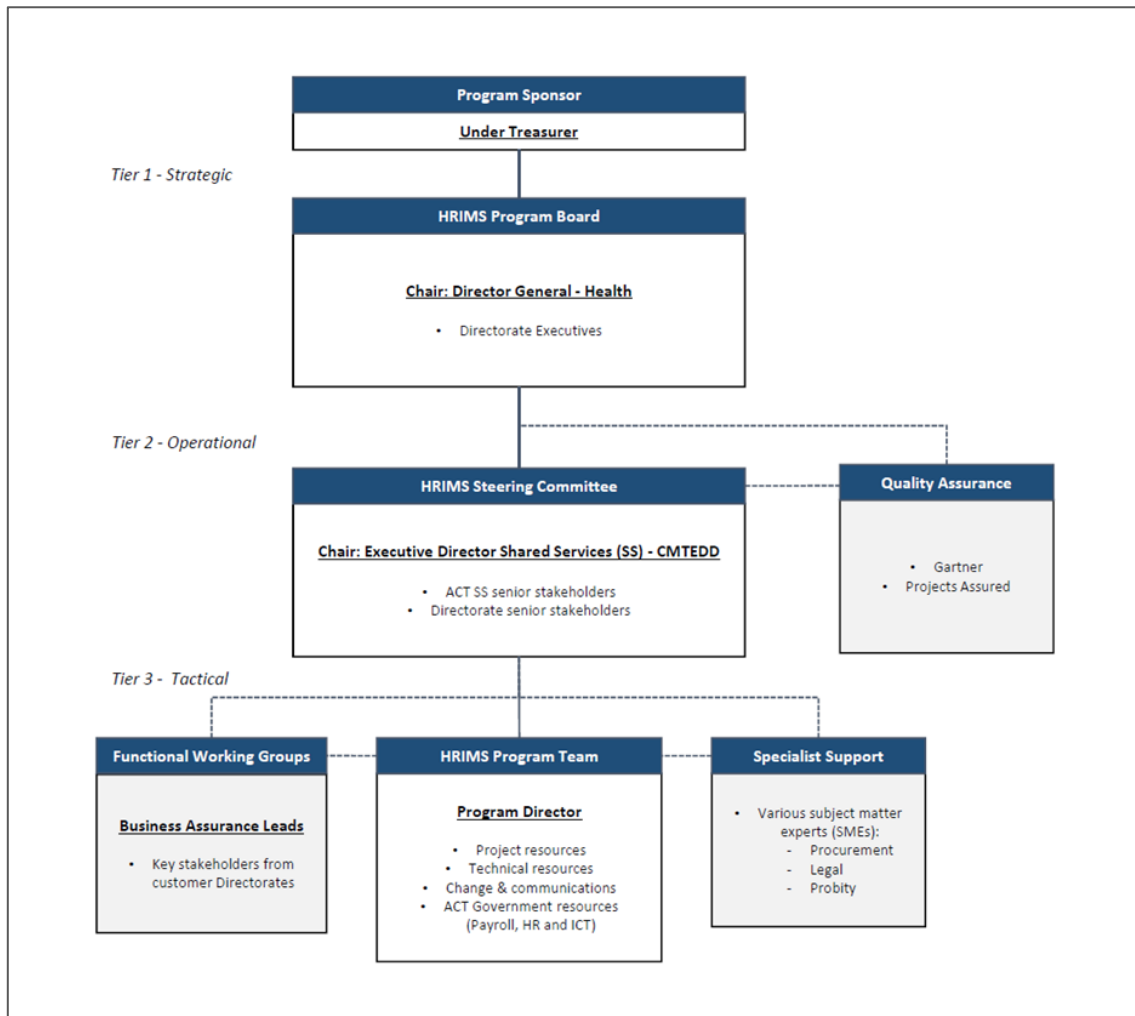 Program Sponsor
Under Treasurer
Tier 1 - Strategic
HRIMS Program Board
Chair: Director General - Health
• Directorate Executives
Tier 2 - Operational
HRIMS Steering Committee
Quality Assurance
Chair: Executive Director Shared Services (SS) - CMTEDD
• ACT SS senior stakeholders
• Directorate senior stakeholders
• Gartner
• Projects Assured
Tier 3 - Tactical
Functional Working Groups
Business Assurance Leads
• Key stakeholders from
customer Directorates
HRIMS Program Team
Program Director
• Project resources
• Technical resources
• Change & communications
• ACT Government resources
(Payroll, HR and ICT)
Specialist Support
• Various subject matter
experts (SMEs):
- Procurement
- Legal
- Probity